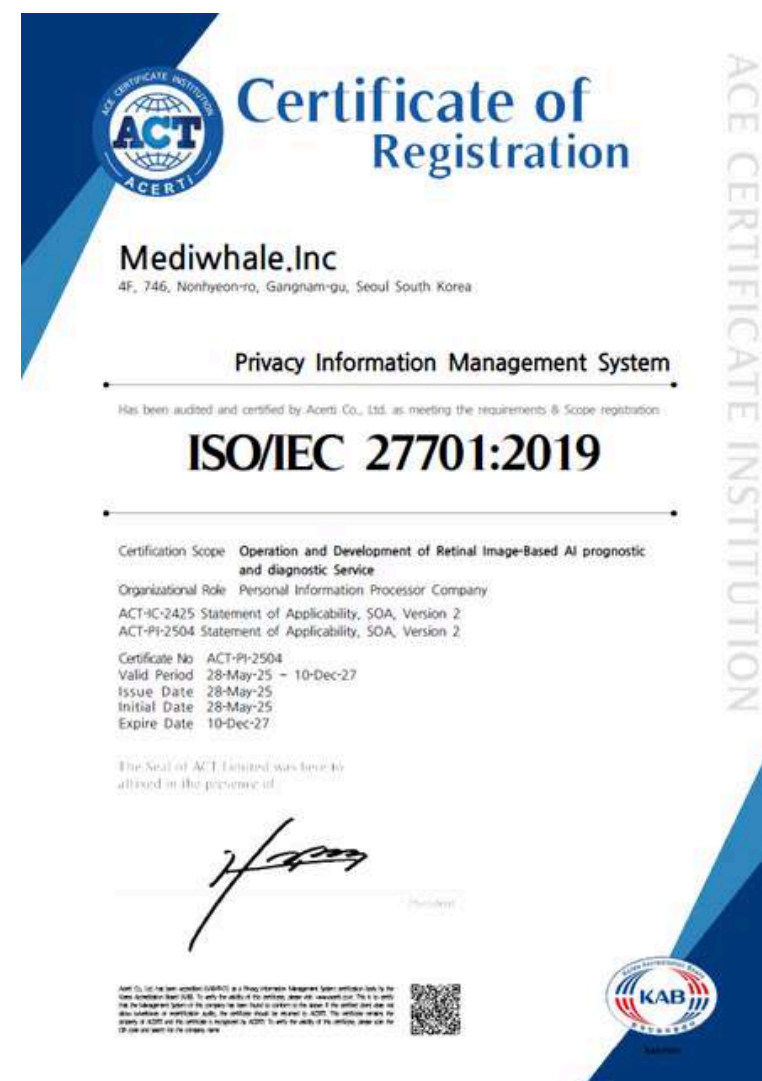 ACE CERTIFICATE INSTITUTION
ACT
ACERTI
Certificate of
Registration
ACE CERTIFICATE INSTITUTION
Mediwhale.Inc
4F, 746, Nonhyeon-ro, Gangnam-gu, Seoul South Korea
Privacy Information Management System
Has been audited and certified by Acerti Co., Ltd. as meeting the requirements & Scope registration
ISO/IEC 27701:2019
Certification Scope Operation and Development of Retinal Image-Based AI prognostic
and diagnostic Service
Organizational Role Personal Information Processor Company
ACT-IC-2425 Statement of Applicability, SOA, Version 2
ACT-PI-2504 Statement of Applicability, SOA, Version 2
Certificate No ACT-PI-2504
Valid Period 28-May-25 ~ 10-Dec-27
Issue Date 28-May-25
Initial Date 28-May-25
Expire Date 10-Dec-27
The Seal of ACT Limited was here to
affixed in the presence of
President
Korea Accreditation Board
KAB